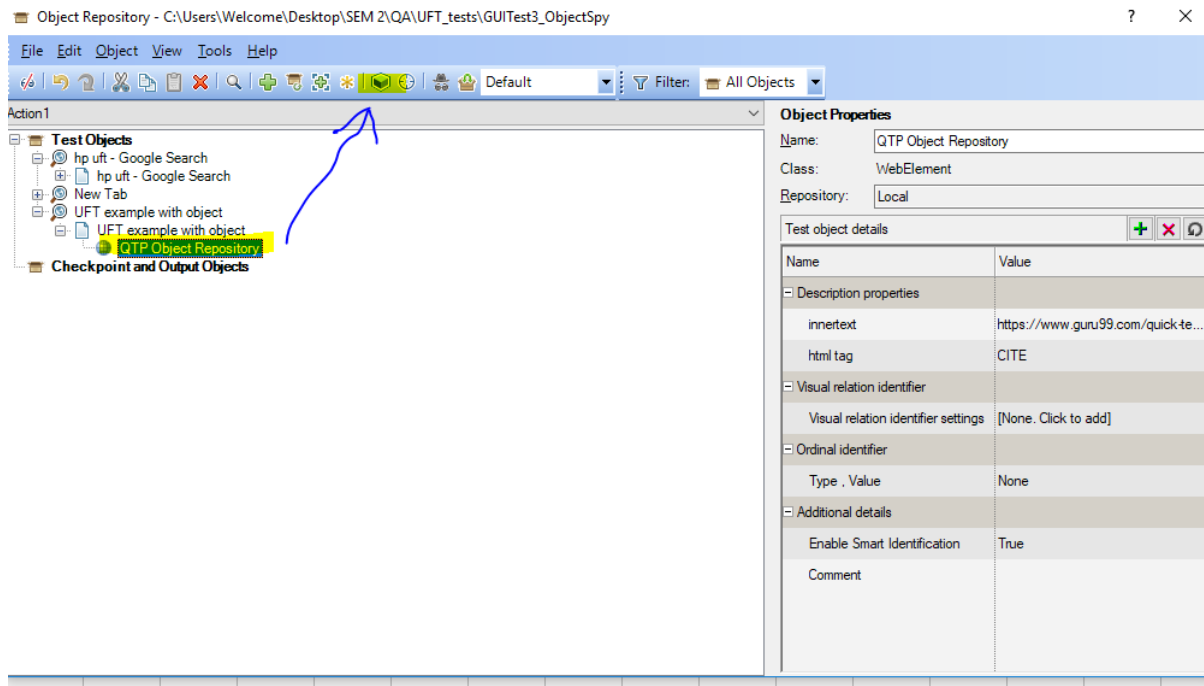 Object Repository - C:\Users\Welcome\Desktop\SEM 2\QA\UFT_tests\GUITest3_ObjectSpy ?
File Edit Object View Tools Help
Default Filter: All Objects
Action1
Test Objects
hp uft - Google Search
hp uft - Google Search
New Tab
UFT example with object
UFT example with object
QTP Object Repository
Checkpoint and Output Objects
Object Properties
Name: QTP Object Repository
Class: WebElement
Repository: Local
Test object details
Name Value
Description properties
innertext https://www.guru99.com/quick-te...
html tag CITE
Visual relation identifier
Visual relation identifier settings [None. Click to add]
Ordinal identifier
Type , Value None
Additional details
Enable Smart Identification True
Comment